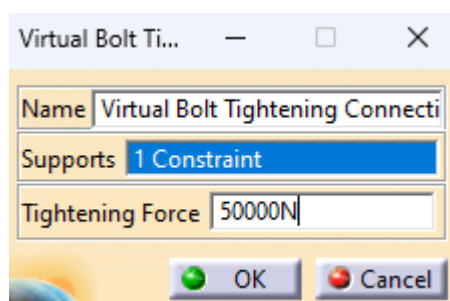 Virtual Bolt Ti...
Name Virtual Bolt Tightening Connecti
Supports 1 Constraint
Tightening Force 50000N
OK Cancel